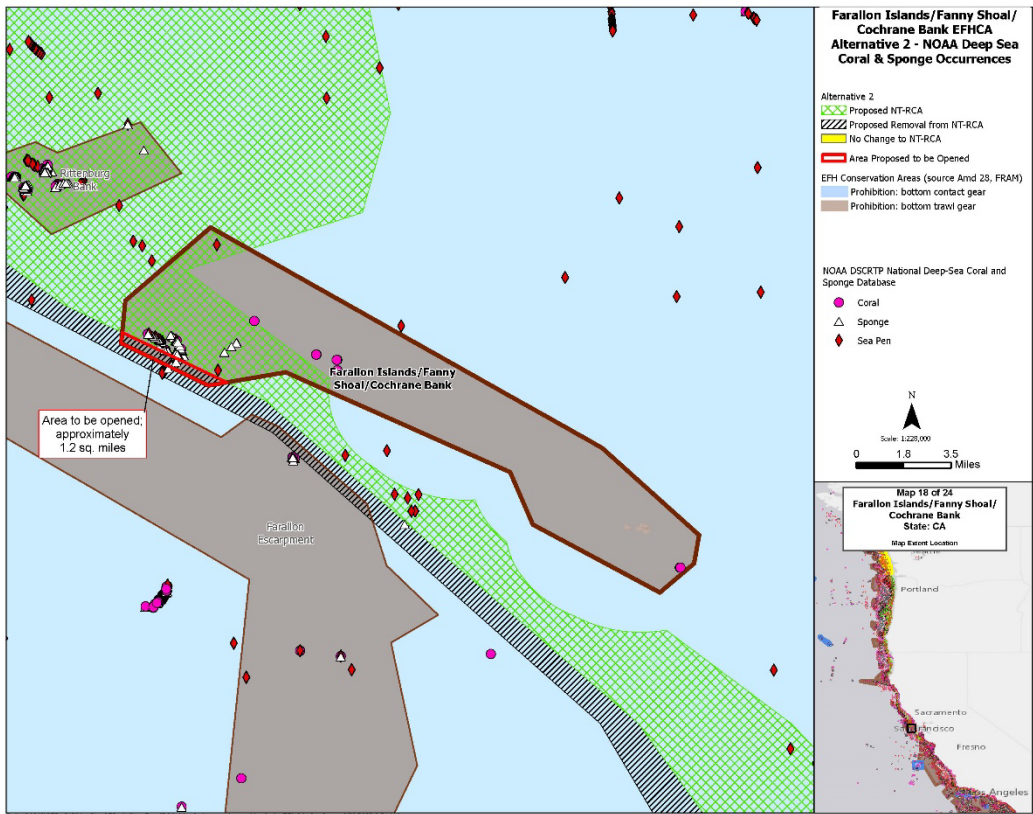 Farallon Islands/Fanny Shoal/
Cochrane Bank EFHCA
Alternative 2 - NOAA Deep Sea
Coral & Sponge Occurrences
Alternative 2
Proposed NT-RCA
Proposed Removal from NT-RCA
No Change to NT-RCA
Area Proposed to be Opened
EFH Conservation Areas (source Amd 28, FRAM)
Prohibition: bottom contact gear
Prohibition: bottom trawl gear
NOAA DSCRTP National Deep-Sea Coral and
Sponge Database
Coral
Sponge
Sea Pen
N
Scale: 1:228,000
0 1.8 3.5
Miles
Map 18 of 24
Farallon Islands/Fanny Shoal/
Cochrane Bank
State: CA
Map Extent Location
Portland
Sacramento
San Francisco
Fresno
Los Angeles
Rittenburg
Bank
Farallon Islands/Fanny
Shoal/Cochrane Bank
Area to be opened;
approximately
1.2 sq. miles
Farallon
Escarpment